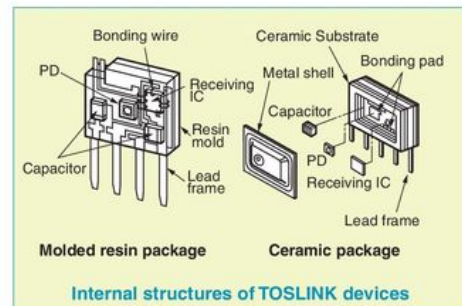 Bonding wire
PD
Receiving
IC
Resin
mold
Capacitor
Lead
frame
Molded resin package
Ceramic Substrate
Bonding pad
Metal shell
Capacitor
PD
Receiving IC
Lead frame
Ceramic package
Internal structures of TOSLINK devices